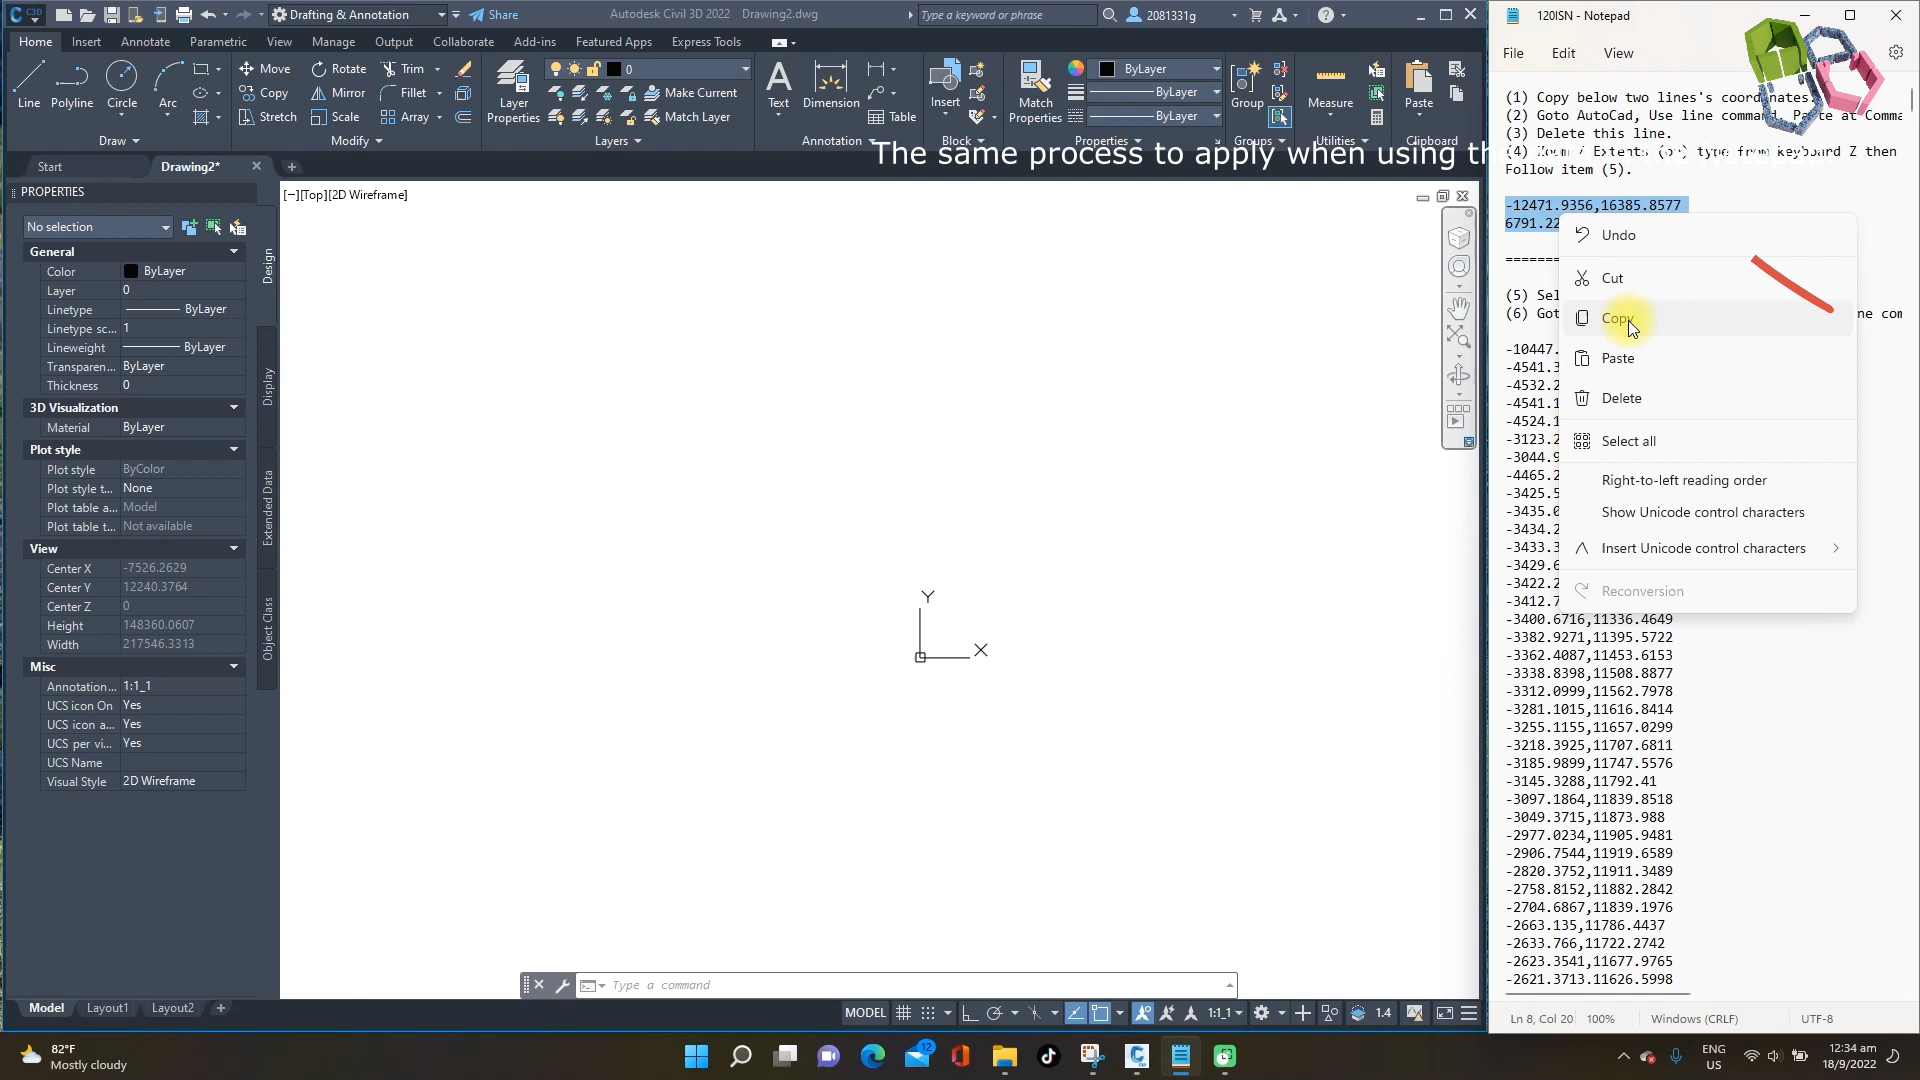 Drafting & Annotation
Share
Autodesk Civil 3D 2022 Drawing2.dwg
Type a keyword or phrase
2081331g
120ISN - Notepad
Home Insert Annotate Parametric View Manage Output Collaborate Add-ins Featured Apps Express Tools
File Edit View
Line Polyline Circle Arc
Move Rotate Trim
Copy Mirror Fillet
Stretch Scale Array
Layer
Properties
0
Make Current
Match Layer
Text Dimension
Table
Insert
Match
Properties
ByLayer
ByLayer
ByLayer
Group
Measure
Paste
Draw Modify Layers Annotation Block Properties Groups Utilities Clipboard
The same process to apply when using the
(1) Copy below two lines's coordinates.
(2) Goto AutoCad, Use line command, Paste at Comma
(3) Delete this line.
(4) Zoom / Extents (or) type from keyboard Z then
Follow item (5).
-12471.9356,16385.8577
6791.22
(5) Sel
(6) Got
ne com
Undo
Cut
Copy
Paste
Delete
Select all
Right-to-left reading order
Show Unicode control characters
Insert Unicode control characters
Reconversion
-10447.
-4541.3
-4532.2
-4541.1
-4524.1
-3123.2
-3044.9
-4465.2
-3425.5
-3435.0
-3434.2
-3433.3
-3429.6
-3422.2
-3412.7
-3400.6716,11336.4649
-3382.9271,11395.5722
-3362.4087,11453.6153
-3338.8398,11508.8877
-3312.0999,11562.7978
-3281.1015,11616.8414
-3255.1155,11657.0299
-3218.3925,11707.6811
-3185.9899,11747.5576
-3145.3288,11792.41
-3097.1864,11839.8518
-3049.3715,11873.988
-2977.0234,11905.9481
-2906.7544,11919.6589
-2820.3752,11911.3489
-2758.8152,11882.2842
-2704.6867,11839.1976
-2663.135,11786.4437
-2633.766,11722.2742
-2623.3541,11677.9765
-2621.3713,11626.5998
Ln 8, Col 20 100% Windows (CRLF) UTF-8
Start Drawing2*
PROPERTIES
[−][Top][2D Wireframe]
No selection
General
Color ByLayer
Layer 0
Linetype ByLayer
Linetype sc... 1
Lineweight ByLayer
Transparen... ByLayer
Thickness 0
3D Visualization
Material ByLayer
Plot style
Plot style ByColor
Plot style t... None
Plot table a... Model
Plot table t... Not available
View
Center X -7526.2629
Center Y 12240.3764
Center Z 0
Height 148360.0607
Width 217546.3313
Misc
Annotation... 1:1_1
UCS icon On Yes
UCS icon a... Yes
UCS per vi... Yes
UCS Name
Visual Style 2D Wireframe
Design
Display
Extended Data
Object Class
Y
X
Type a command
Model Layout1 Layout2
MODEL
1:1_1
1.4
82°F
Mostly cloudy
12
ENG
US
12:34 am
18/9/2022